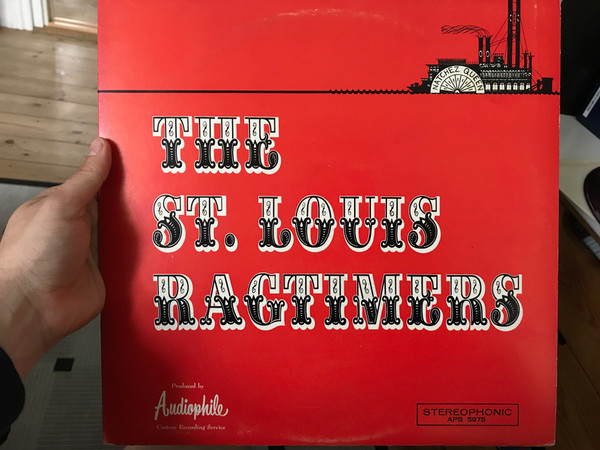 NATCHEZ QUEEN
THE
ST. LOUIS
RAGTIMERS
Produced by
Audiophile
Custom Recording Service
STEREOPHONIC
APS 5975